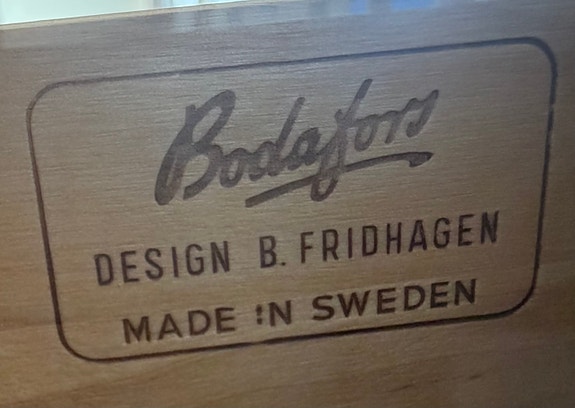 Bodafors
DESIGN B. FRIDHAGEN
MADE IN SWEDEN